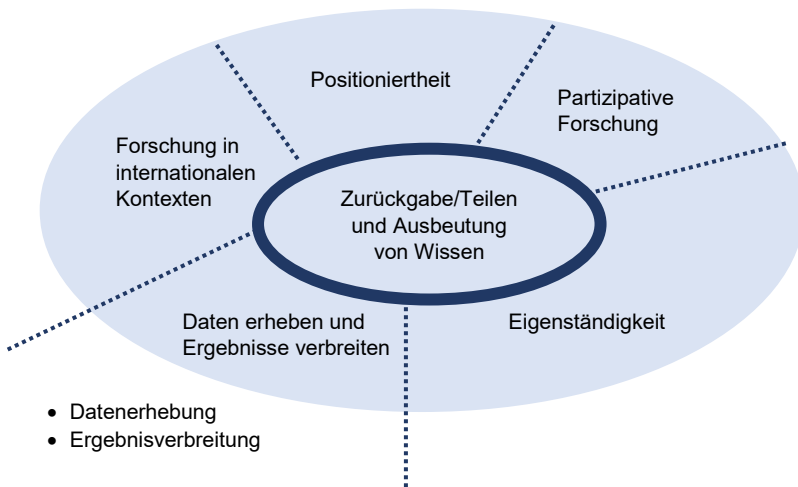 Positioniertheit
Partizipative
Forschung
Forschung in
internationalen
Kontexten
Zurückgabe/Teilen
und Ausbeutung
von Wissen
Daten erheben und
Ergebnisse verbreiten
Eigenständigkeit
• Datenerhebung
• Ergebnisverbreitung